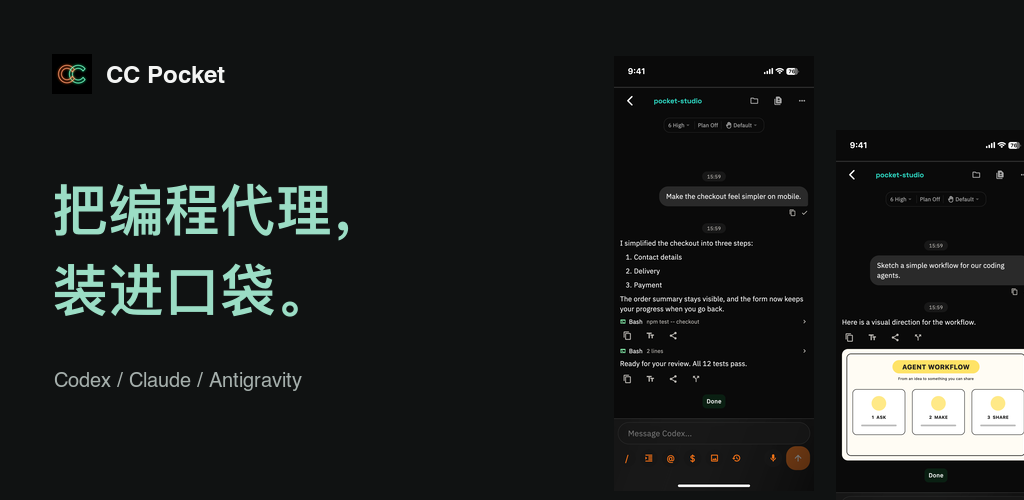 CC Pocket
把编程代理，
装进口袋。
Codex / Claude / Antigravity
9:41
76
pocket-studio
6 High
Plan Off
Default
15:59
Make the checkout feel simpler on mobile.
15:59
I simplified the checkout into three steps:
1. Contact details
2. Delivery
3. Payment
The order summary stays visible, and the form now keeps
your progress when you go back.
Bash npm test -- checkout
Bash 2 lines
Ready for your review. All 12 tests pass.
Done
Message Codex...
/ @ $
9:41
76
pocket-studio
6 High
Plan Off
Default
15:59
Sketch a simple workflow for our coding
agents.
15:59
Here is a visual direction for the workflow.
AGENT WORKFLOW
From an idea to something you can share
1 ASK
2 MAKE
3 SHARE
Done